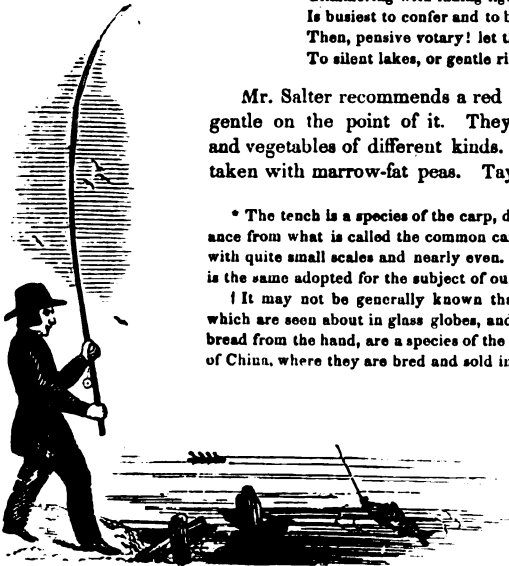 Is busiest to confer and to b
Then, pensive votary! let t
To silent lakes, or gentle ri
Mr. Salter recommends a red
gentle on the point of it. They
and vegetables of different kinds.
taken with marrow-fat peas. Tay
* The tench is a species of the carp, d
ance from what is called the common ca
with quite small scales and nearly even.
is the same adopted for the subject of ou
† It may not be generally known tha
which are seen about in glass globes, and
bread from the hand, are a species of the
of China, where they are bred and sold in